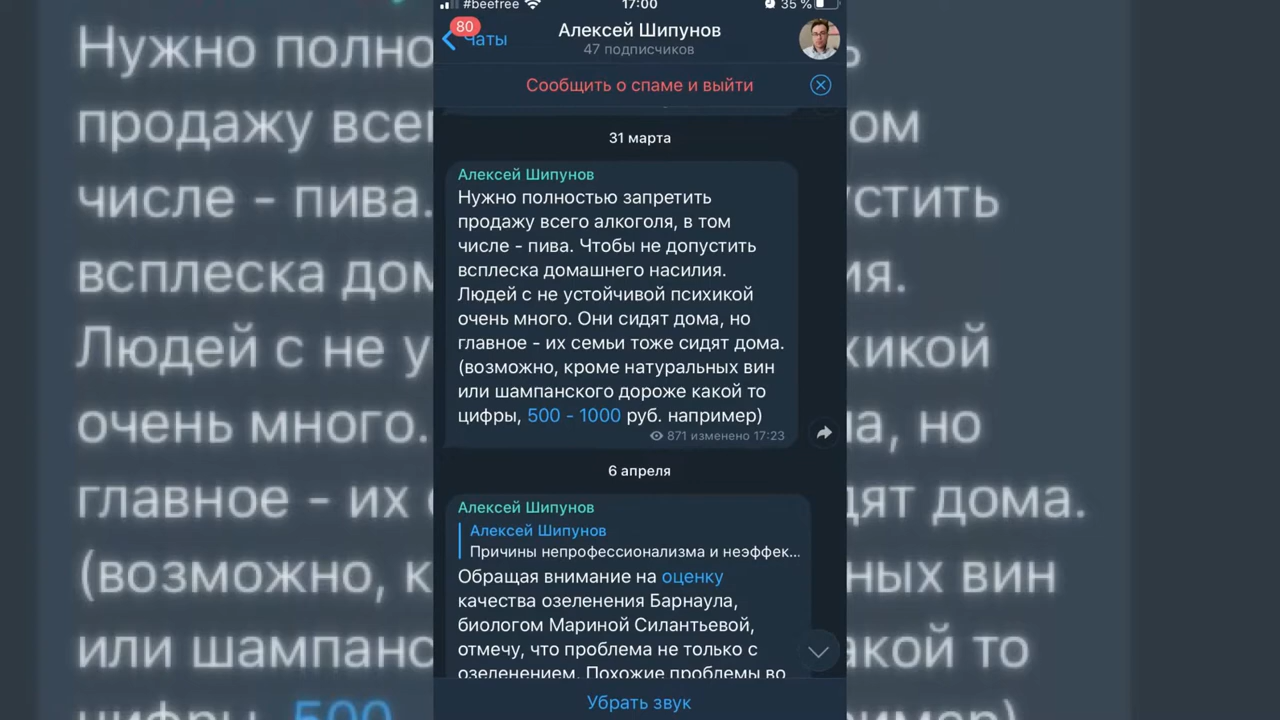 #beefree
17:00
35 %
80
Чаты
Алексей Шипунов
47 подписчиков
Сообщить о спаме и выйти
31 марта
Алексей Шипунов
Нужно полностью запретить
продажу всего алкоголя, в том
числе - пива. Чтобы не допустить
всплеска домашнего насилия.
Людей с не устойчивой психикой
очень много. Они сидят дома, но
главное - их семьи тоже сидят дома.
(возможно, кроме натуральных вин
или шампанского дороже какой то
цифры, 500 - 1000 руб. например)
871 изменено 17:23
6 апреля
Алексей Шипунов
Алексей Шипунов
Причины непрофессионализма и неэффек...
Обращая внимание на оценку
качества озеленения Барнаула,
биологом Мариной Силантьевой,
отмечу, что проблема не только с
озеленением. Похожие проблемы во
Убрать звук